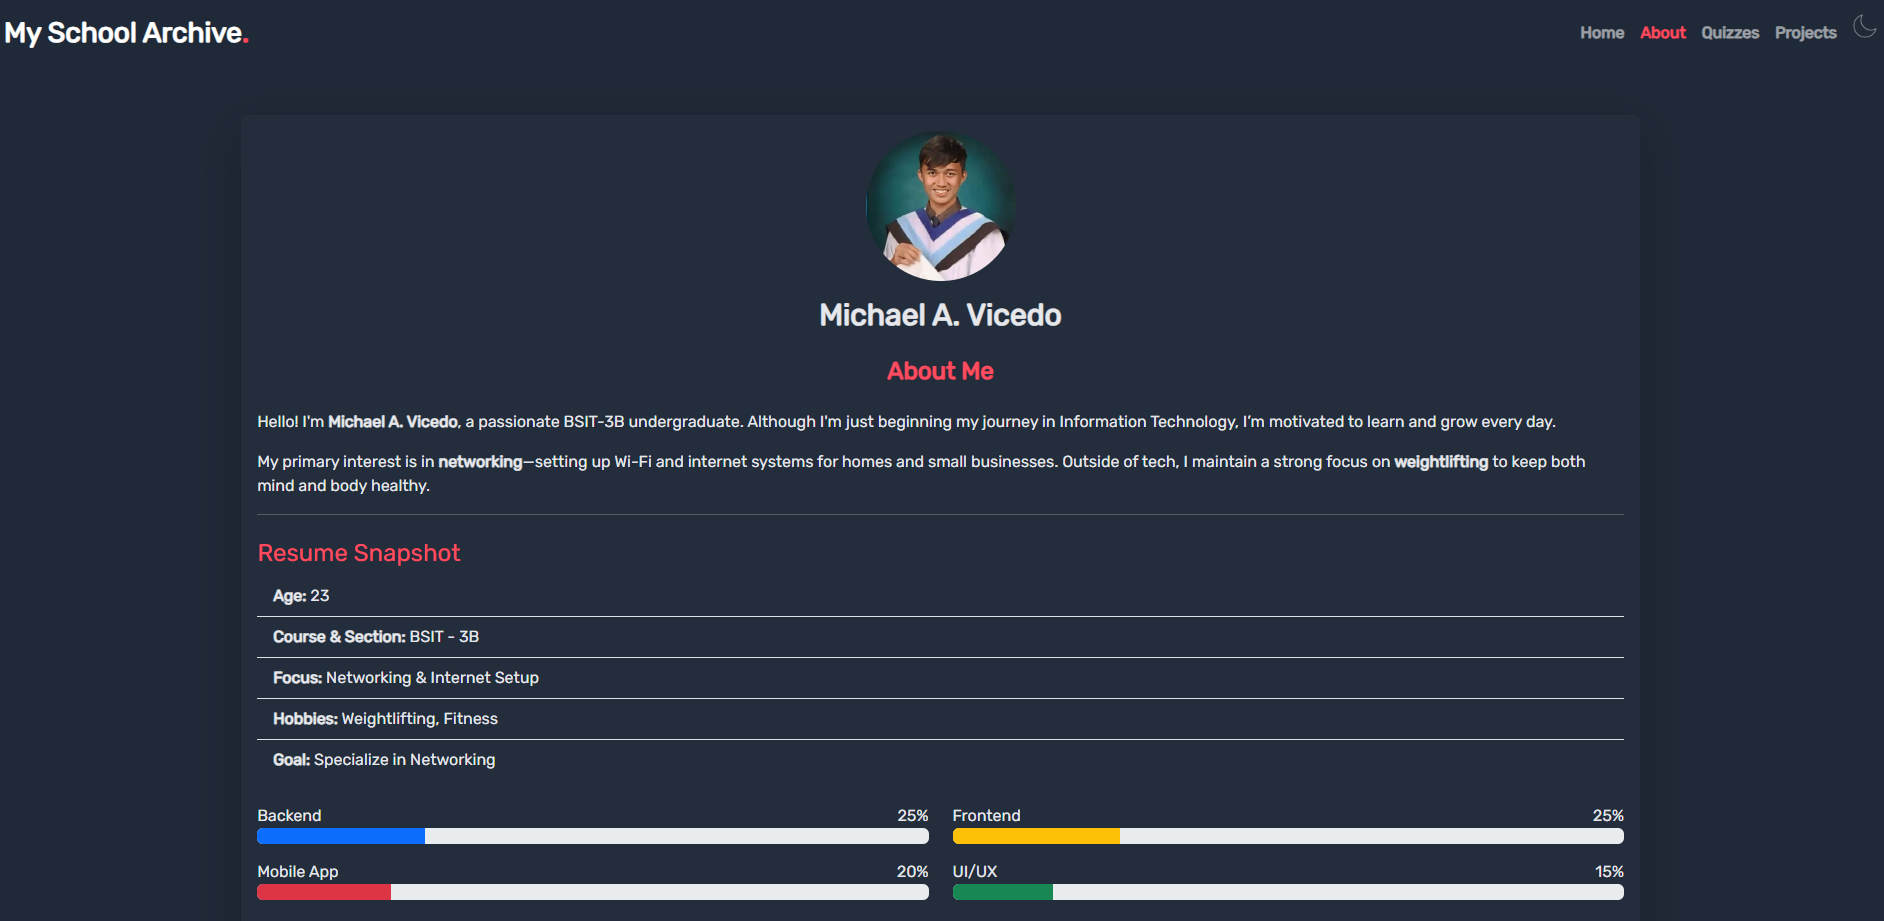 My School Archive.
Home About Quizzes Projects
Michael A. Vicedo
About Me
Hello! I'm Michael A. Vicedo, a passionate BSIT-3B undergraduate. Although I'm just beginning my journey in Information Technology, I’m motivated to learn and grow every day.
My primary interest is in networking—setting up Wi-Fi and internet systems for homes and small businesses. Outside of tech, I maintain a strong focus on weightlifting to keep both
mind and body healthy.
Resume Snapshot
Age: 23
Course & Section: BSIT - 3B
Focus: Networking & Internet Setup
Hobbies: Weightlifting, Fitness
Goal: Specialize in Networking
Backend 25%
Frontend 25%
Mobile App 20%
UI/UX 15%